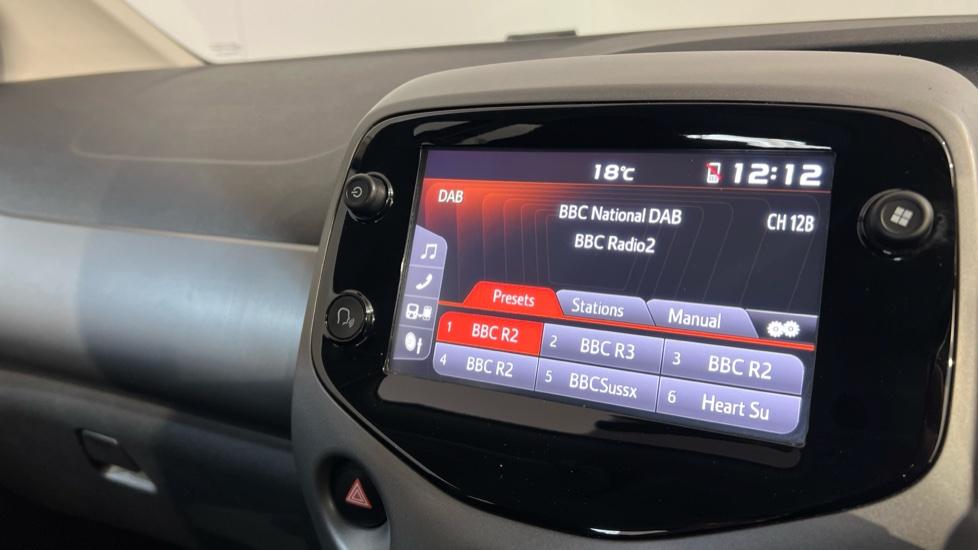 18°C 12:12
DAB
BBC National DAB
CH 12B
BBC Radio2
Presets Stations Manual
1 BBC R2 2 BBC R3 3 BBC R2
4 BBC R2 5 BBCSussx 6 Heart Su